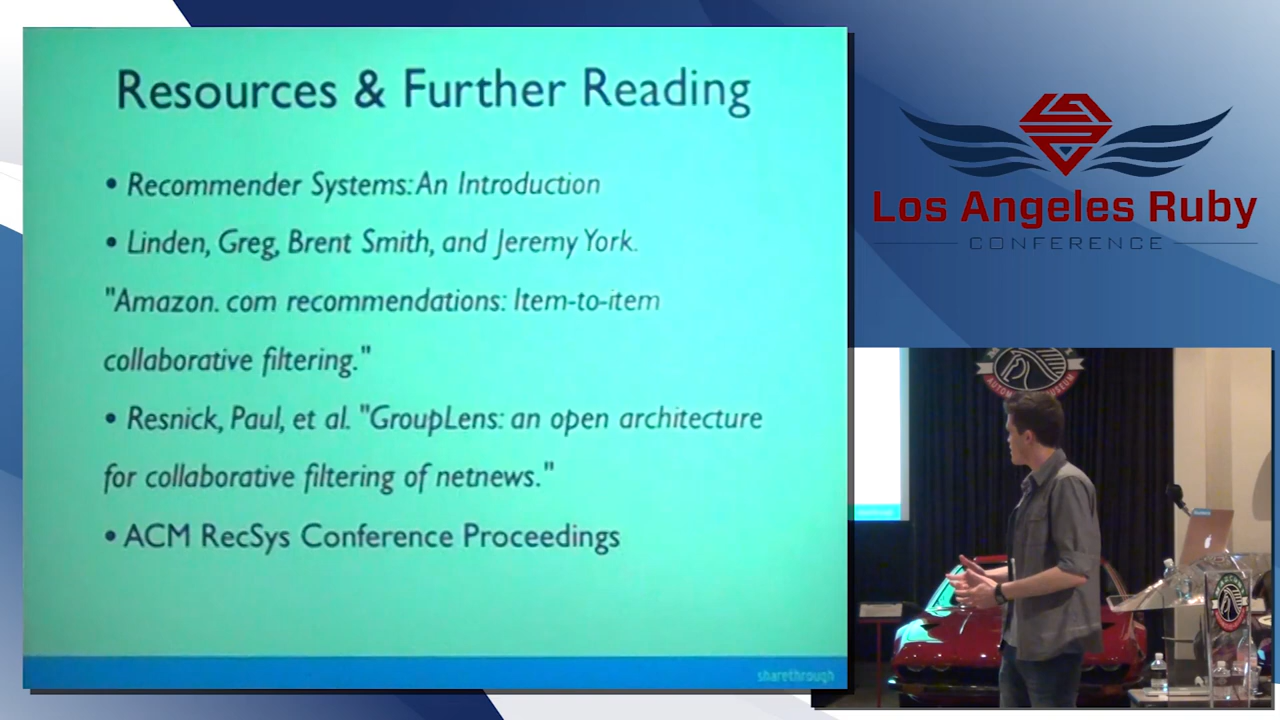 Resources & Further Reading
• Recommender Systems: An Introduction
• Linden, Greg, Brent Smith, and Jeremy York.
"Amazon. com recommendations: Item-to-item
collaborative filtering."
• Resnick, Paul, et al. "GroupLens: an open architecture
for collaborative filtering of netnews."
• ACM RecSys Conference Proceedings
sharethrough
Los Angeles Ruby
CONFERENCE